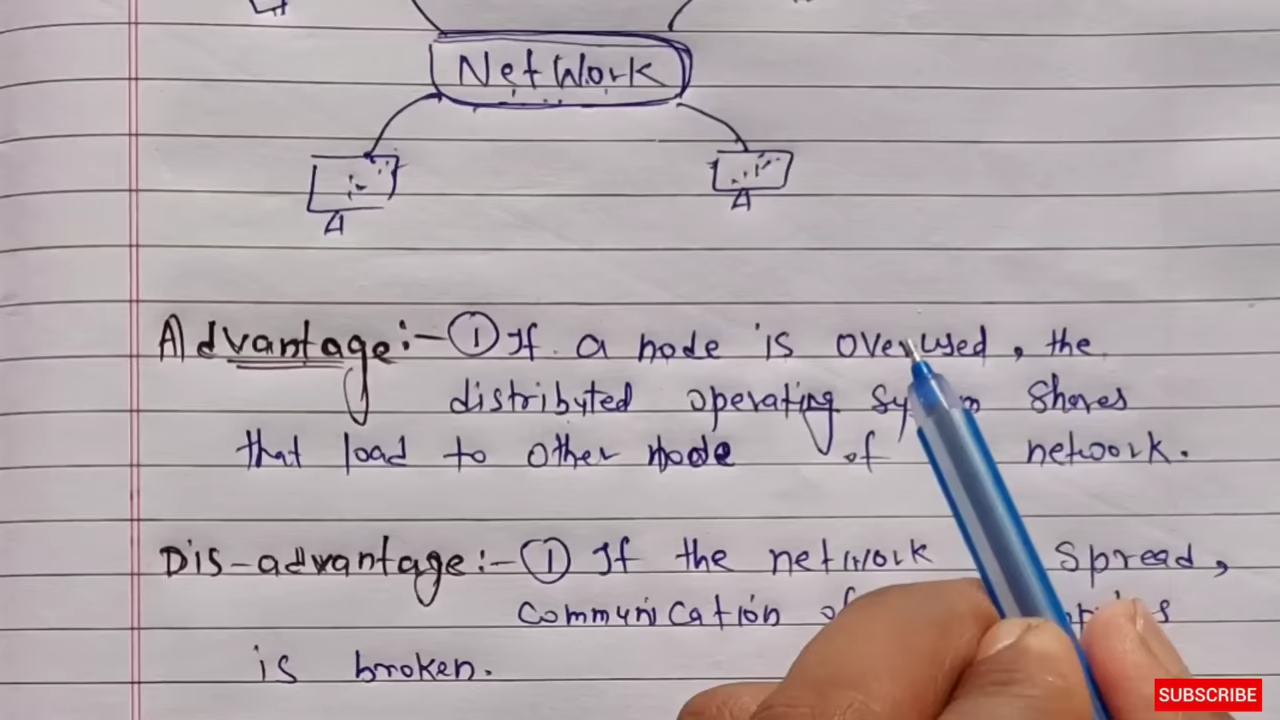 NetWork
Advantage:- ① If a node is overused, the
distributed operating system shares
that load to other node of network.
Dis-advantage:- ① If the network spread,
communication
is broken.
SUBSCRIBE